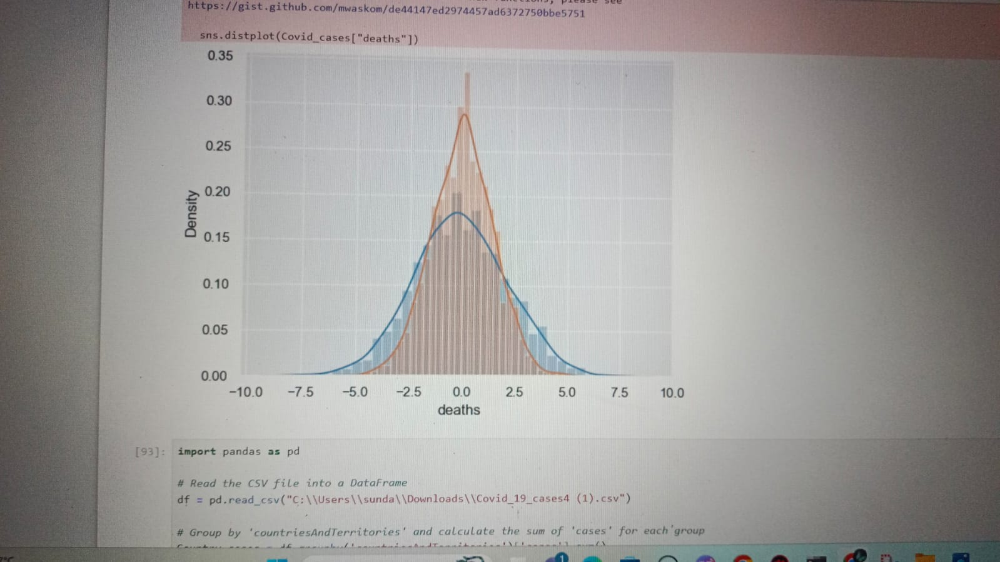 https://gist.github.com/mwaskom/de44147ed2974457ad6372750bbe5751
sns.distplot(Covid_cases["deaths"])
0.35
0.30
0.25
0.20
0.15
0.10
0.05
0.00
Density
−10.0 −7.5 −5.0 −2.5 0.0 2.5 5.0 7.5 10.0
deaths
[93]: import pandas as pd
# Read the CSV file into a DataFrame
df = pd.read_csv("C:\\Users\\sunda\\Downloads\\Covid_19_cases4 (1).csv")
# Group by 'countriesAndTerritories' and calculate the sum of 'cases' for each group
1